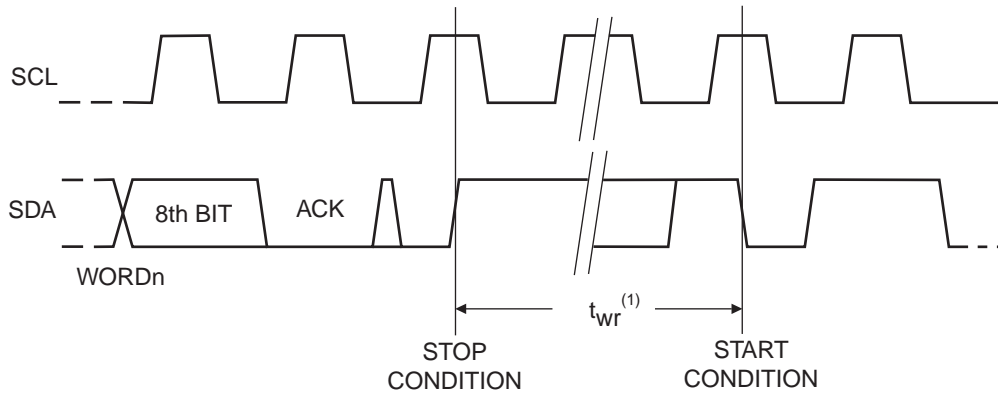 SCL
SDA
8th BIT
ACK
WORDn
twr(1)
STOP
CONDITION
START
CONDITION